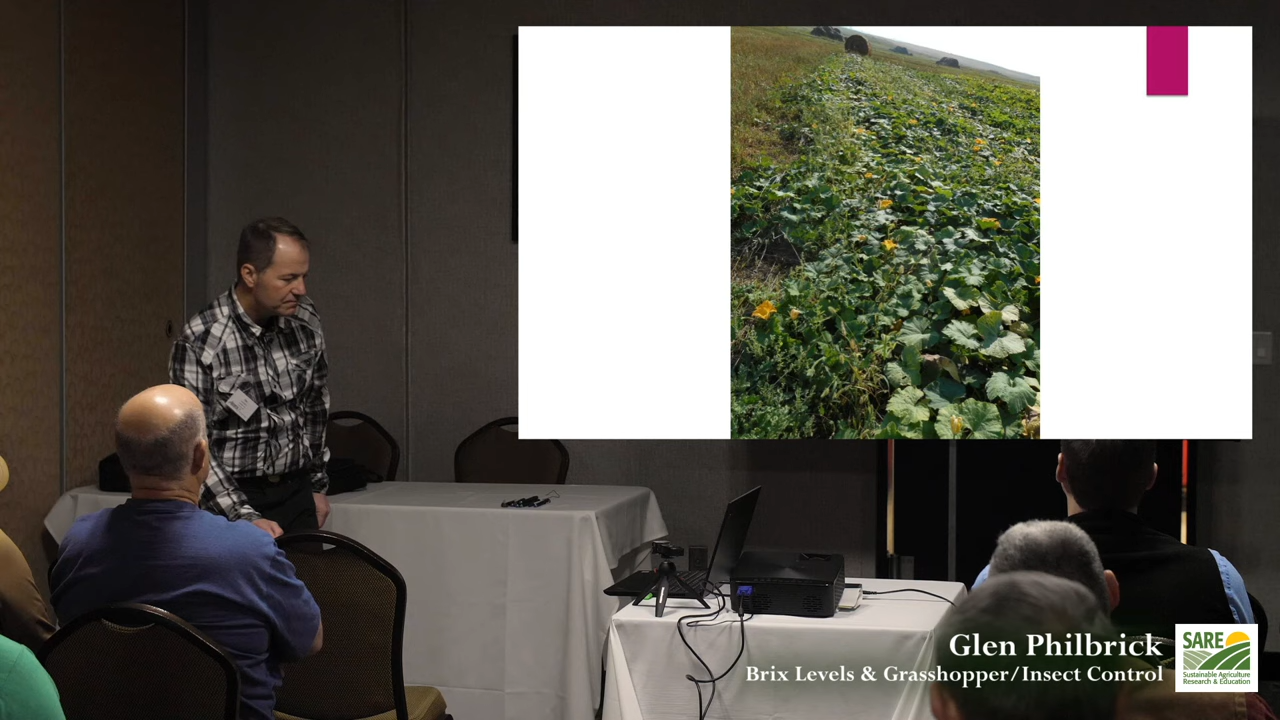 Glen Philbrick
Brix Levels & Grasshopper/Insect Control
SARE
Sustainable Agriculture
Research & Education